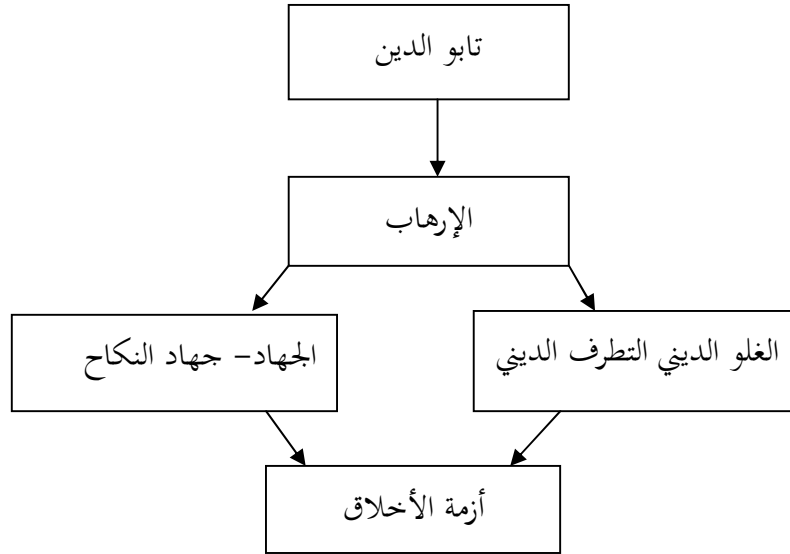 تابو الدين
الإرهاب
الغلو الديني التطرف الديني
الجهاد– جهاد النكاح
أزمة الأخلاق